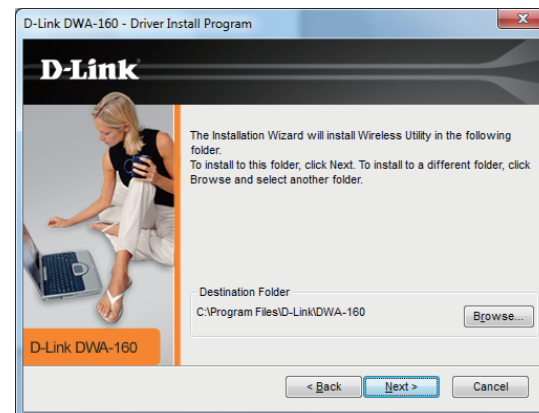 D-Link DWA-160 - Driver Install Program
D-Link
The Installation Wizard will install Wireless Utility in the following
folder.
To install to this folder, click Next. To install to a different folder, click
Browse and select another folder.
Destination Folder
C:\Program Files\D-Link\DWA-160
Browse...
D-Link DWA-160
< Back
Next >
Cancel